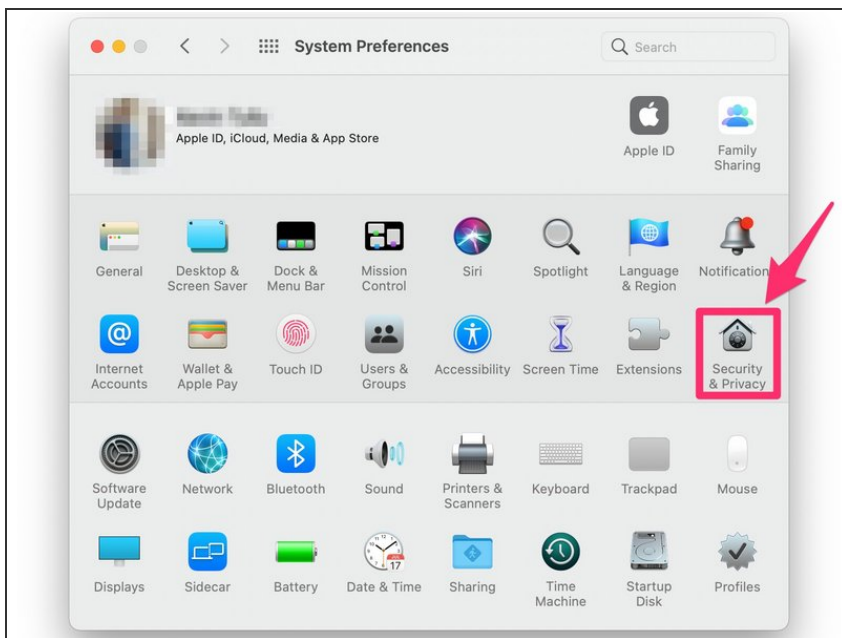 System Preferences
Search
Apple ID, iCloud, Media & App Store
Apple ID
Family
Sharing
General
Desktop &
Screen Saver
Dock &
Menu Bar
Mission
Control
Siri
Spotlight
Language
& Region
Notification
Internet
Accounts
Wallet &
Apple Pay
Touch ID
Users &
Groups
Accessibility
Screen Time
Extensions
Security
& Privacy
Software
Update
Network
Bluetooth
Sound
Printers &
Scanners
Keyboard
Trackpad
Mouse
Displays
Sidecar
Battery
17
Date & Time
Sharing
Time
Machine
Startup
Disk
Profiles